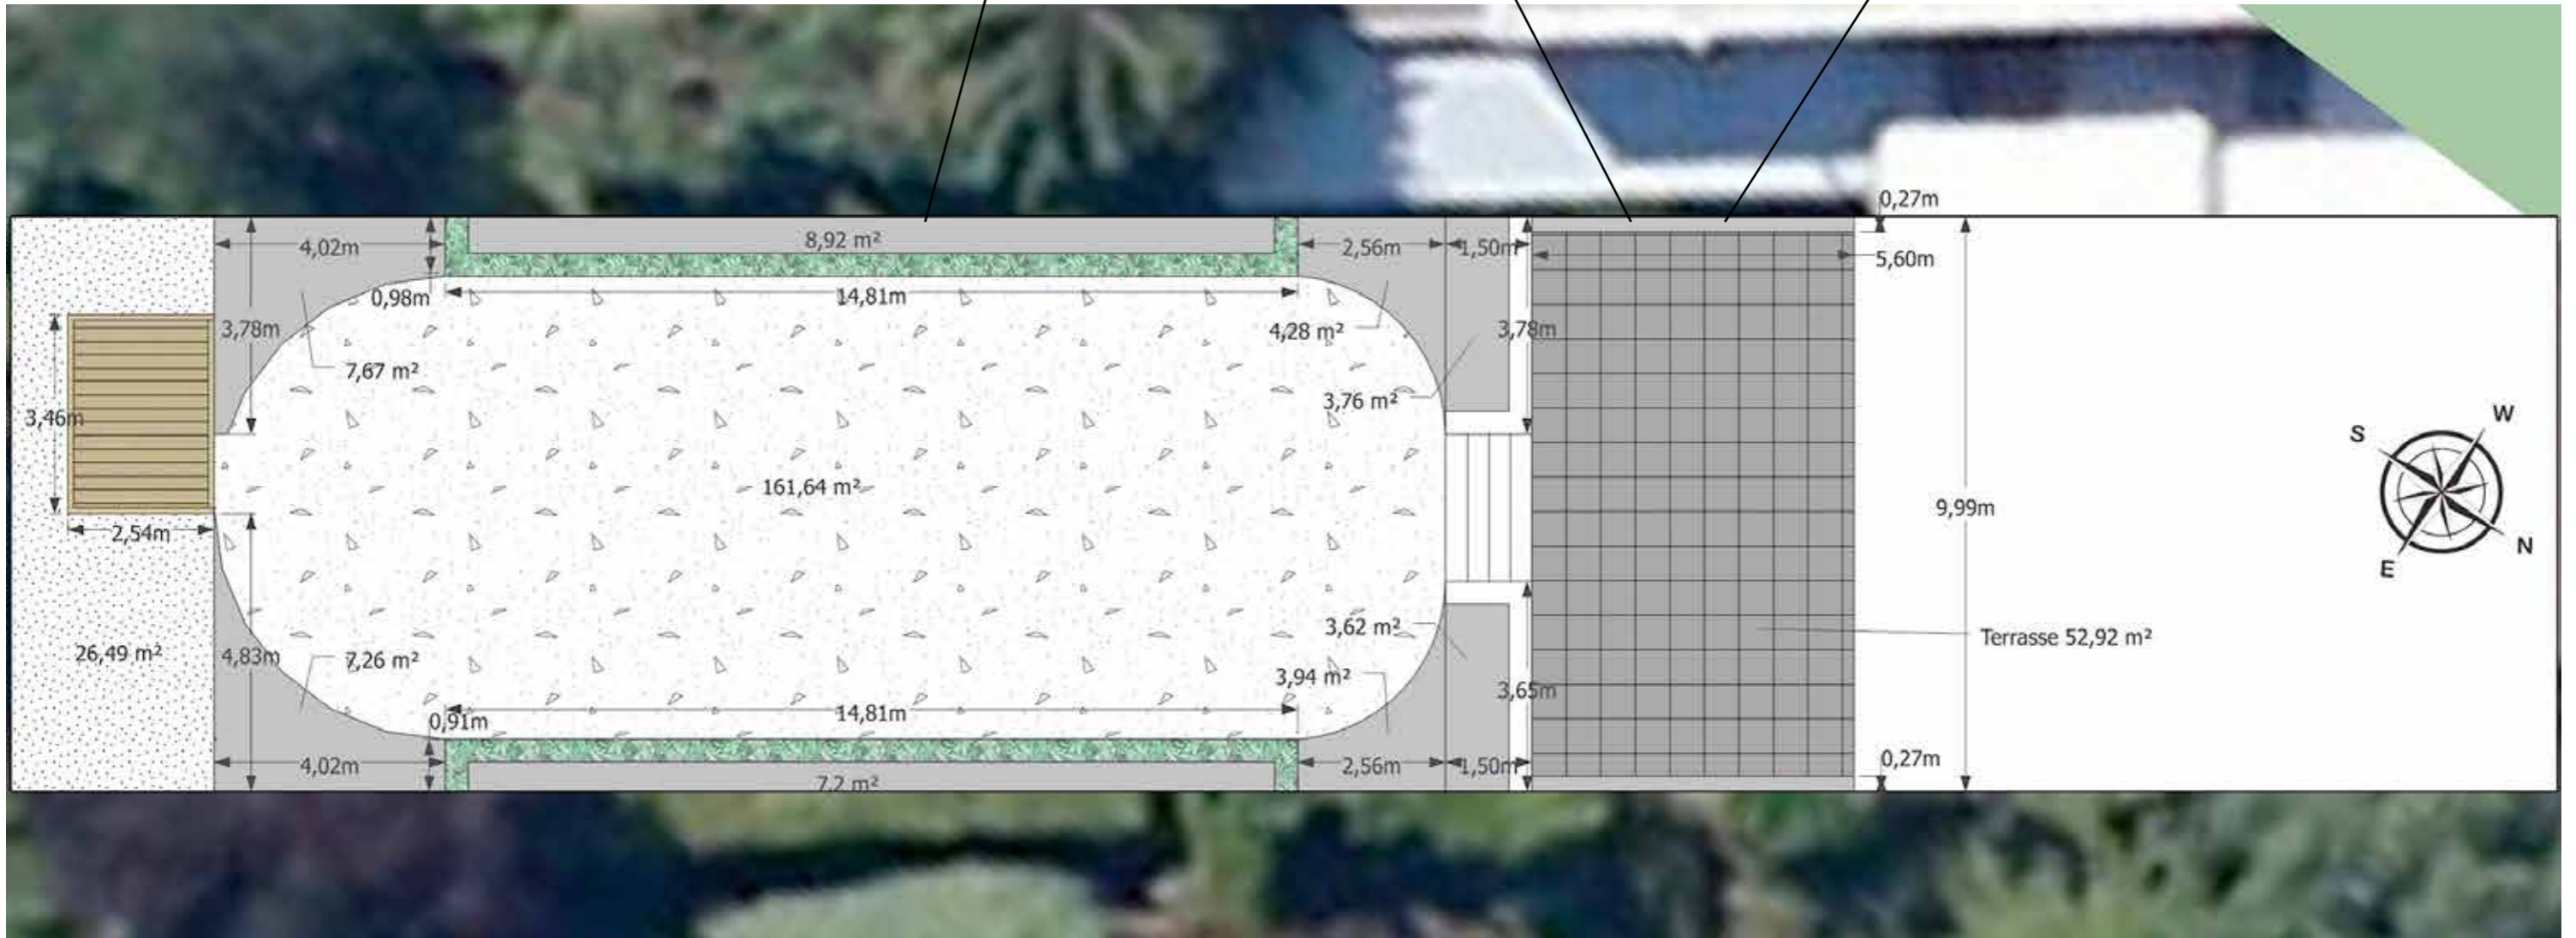 0,27m
4,02m
8,92 m²
2,56m
1,50m
5,60m
0,98m
14,81m
3,78m
4,28 m²
3,78m
7,67 m²
3,76 m²
W
S
3,46m
161,64 m²
9,99m
2,54m
N
E
3,62 m²
Terrasse 52,92 m²
26,49 m²
4,83m
7,26 m²
3,94 m²
3,65m
0,91m
14,81m
4,02m
2,56m
1,50m
0,27m
7,2 m²